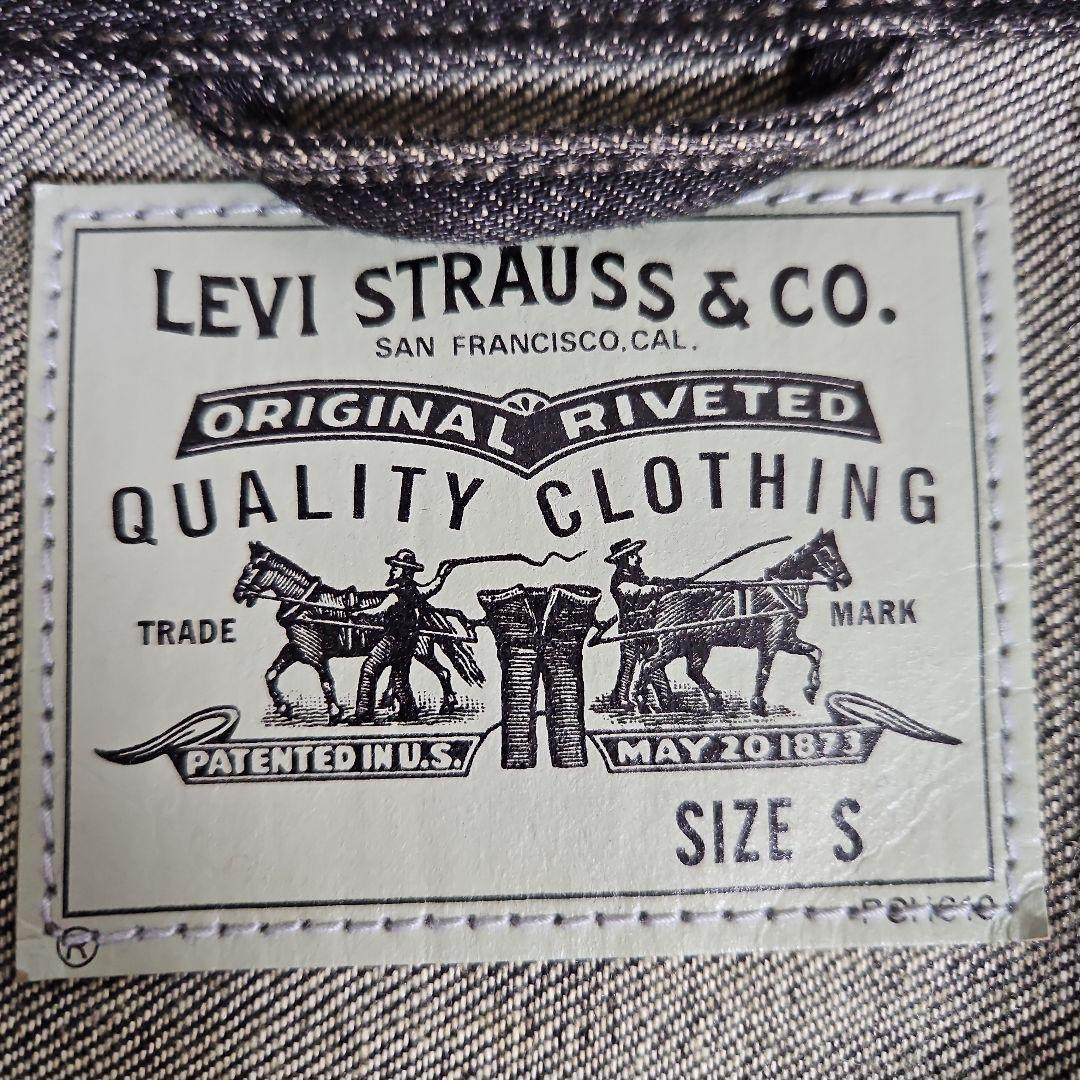 LEVI STRAUSS & CO.
SAN FRANCISCO, CAL.
ORIGINAL RIVETED
QUALITY CLOTHING
TRADE MARK
PATENTED IN U.S. MAY 20 1873
SIZE S
®